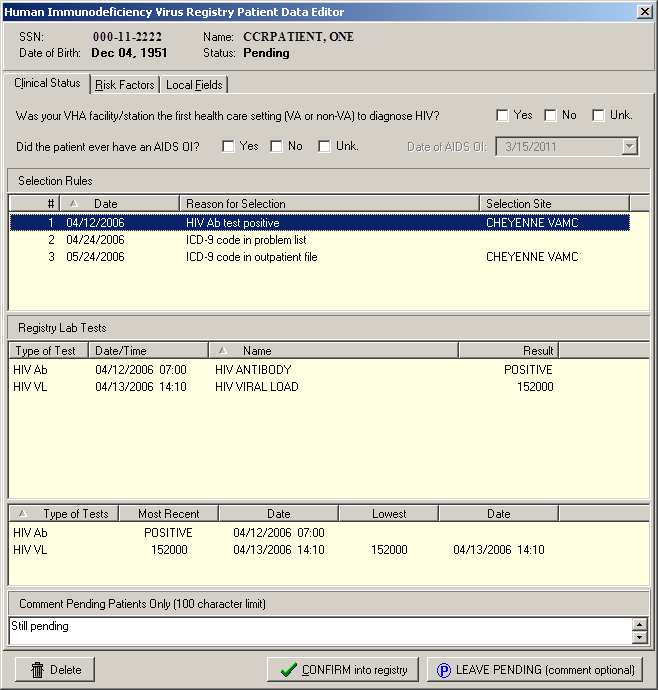 Human Immunodeficiency Virus Registry Patient Data Editor
SSN: 000-11-2222 Name: CCRPATIENT, ONE
Date of Birth: Dec 04, 1951 Status: Pending
Clinical Status Risk Factors Local Fields
Was your VHA facility/station the first health care setting (VA or non-VA) to diagnose HIV? Yes No Unk.
Did the patient ever have an AIDS OI? Yes No Unk. Date of AIDS OI: 3/15/2011
Selection Rules
# Date Reason for Selection Selection Site
1 04/12/2006 HIV Ab test positive CHEYENNE VAMC
2 04/24/2006 ICD-9 code in problem list
3 05/24/2006 ICD-9 code in outpatient file CHEYENNE VAMC
Registry Lab Tests
Type of Test Date/Time Name Result
HIV Ab 04/12/2006 07:00 HIV ANTIBODY POSITIVE
HIV VL 04/13/2006 14:10 HIV VIRAL LOAD 152000
Type of Tests Most Recent Date Lowest Date
HIV Ab POSITIVE 04/12/2006 07:00
HIV VL 152000 04/13/2006 14:10 152000 04/13/2006 14:10
Comment Pending Patients Only (100 character limit)
Still pending
Delete CONFIRM into registry P LEAVE PENDING (comment optional)